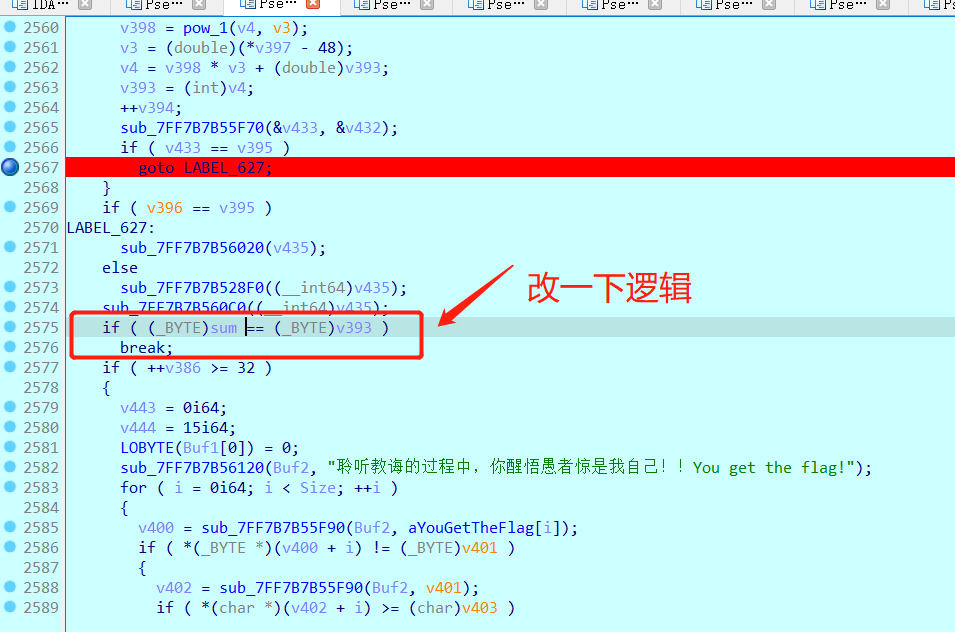 IDA… Pse… Pse… Pse… Pse… Pse… Pse… Pse… Pse
2560 v398 = pow_1(v4, v3);
2561 v3 = (double)(*v397 - 48);
2562 v4 = v398 * v3 + (double)v393;
2563 v393 = (int)v4;
2564 ++v394;
2565 sub_7FF7B7B55F70(&v433, &v432);
2566 if ( v433 == v395 )
2567 goto LABEL_627;
2568 }
2569 if ( v396 == v395 )
2570 LABEL_627:
2571 sub_7FF7B7B56020(v435);
2572 else
2573 sub_7FF7B7B528F0((__int64)v435);
2574 sub_7FF7B7B560C0((__int64)v435);
2575 if ( (_BYTE)sum == (_BYTE)v393 )
改一下逻辑
2576 break;
2577 if ( ++v386 >= 32 )
2578 {
2579 v443 = 0i64;
2580 v444 = 15i64;
2581 LOBYTE(Buf1[0]) = 0;
2582 sub_7FF7B7B56120(Buf2, "聆听教诲的过程中，你醒悟愚者惊是我自己！！You get the flag!");
2583 for ( i = 0i64; i < Size; ++i )
2584 {
2585 v400 = sub_7FF7B7B55F90(Buf2, aYouGetTheFlag[i]);
2586 if ( *(_BYTE *)(v400 + i) != (_BYTE)v401 )
2587 {
2588 v402 = sub_7FF7B7B55F90(Buf2, v401);
2589 if ( *(char *)(v402 + i) >= (char)v403 )